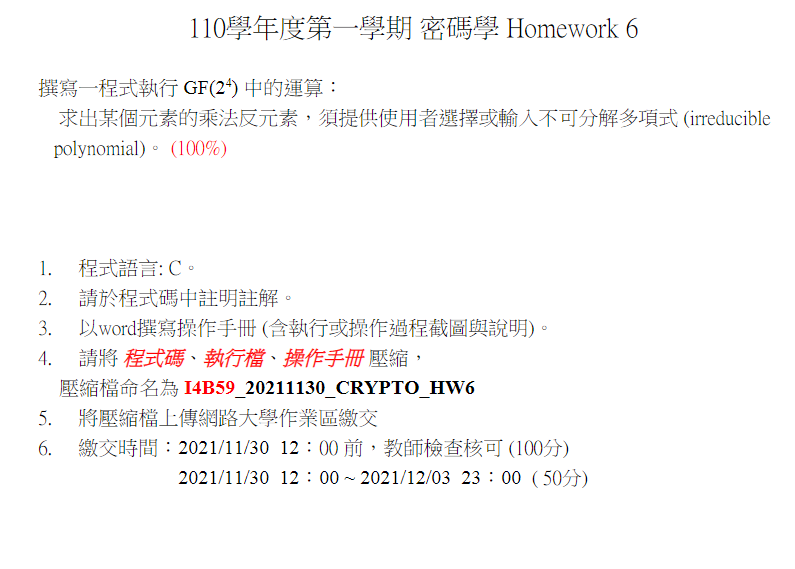 110學年度第一學期 密碼學 Homework 6
撰寫一程式執行 GF(2⁴) 中的運算：
求出某個元素的乘法反元素，須提供使用者選擇或輸入不可分解多項式 (irreducible
polynomial)。 (100%)
1. 程式語言: C。
2. 請於程式碼中註明註解。
3. 以word撰寫操作手冊 (含執行或操作過程截圖與說明)。
4. 請將 程式碼、執行檔、操作手冊 壓縮，
壓縮檔命名為 I4B59_20211130_CRYPTO_HW6
5. 將壓縮檔上傳網路大學作業區繳交
6. 繳交時間：2021/11/30 12：00 前，教師檢查核可 (100分)
2021/11/30 12：00 ~ 2021/12/03 23：00 ( 50分)